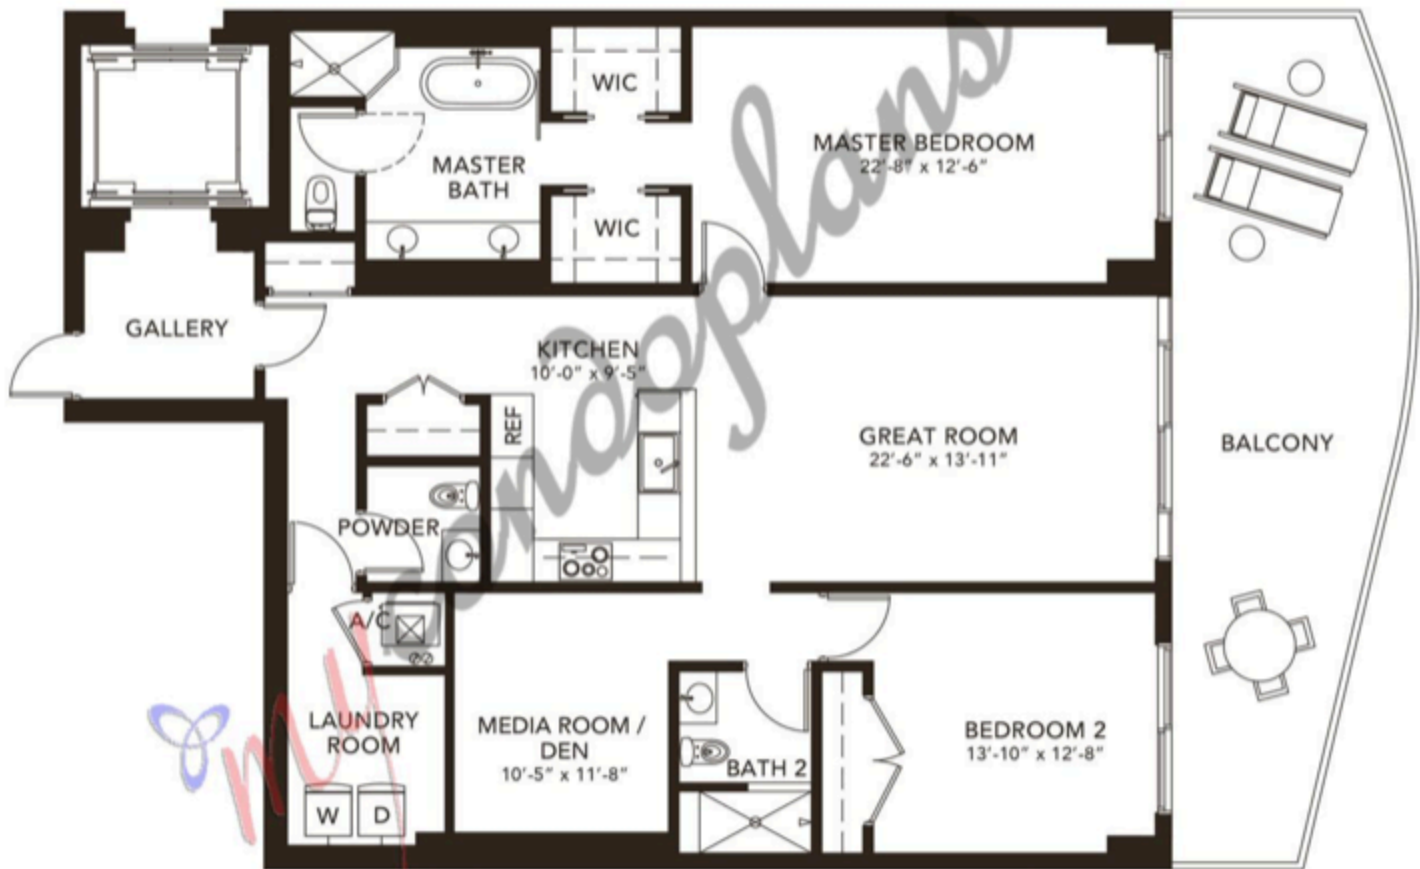 WIC
MASTER BEDROOM
22'-8" x 12'-6"
MASTER
BATH
WIC
GALLERY
KITCHEN
10'-0" x 9'-5"
REF
GREAT ROOM
22'-6" x 13'-11"
BALCONY
POWDER
A/C
LAUNDRY
ROOM
MEDIA ROOM /
DEN
10'-5" x 11'-8"
BATH 2
BEDROOM 2
13'-10" x 12'-8"
W
D
mycondoplans